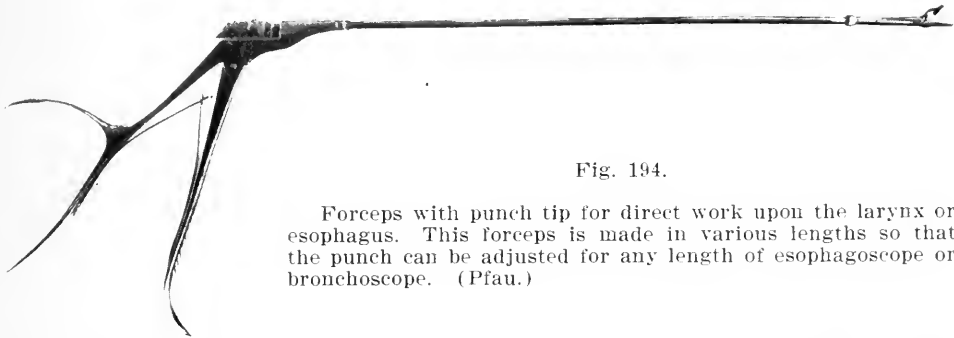 Fig. 194.
Forceps with punch tip for direct work upon the larynx or
esophagus. This forceps is made in various lengths so that
the punch can be adjusted for any length of esophagoscope or
bronchoscope. (Pfau.)